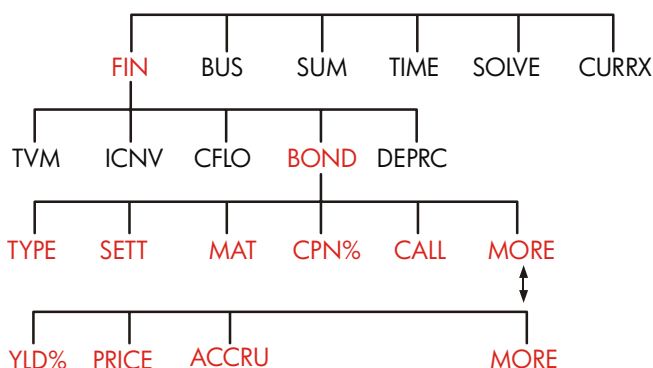 FIN BUS SUM TIME SOLVE CURRX
TVM ICNV CFLO BOND DEPRC
TYPE SETT MAT CPN% CALL MORE
YLD% PRICE ACCRU MORE